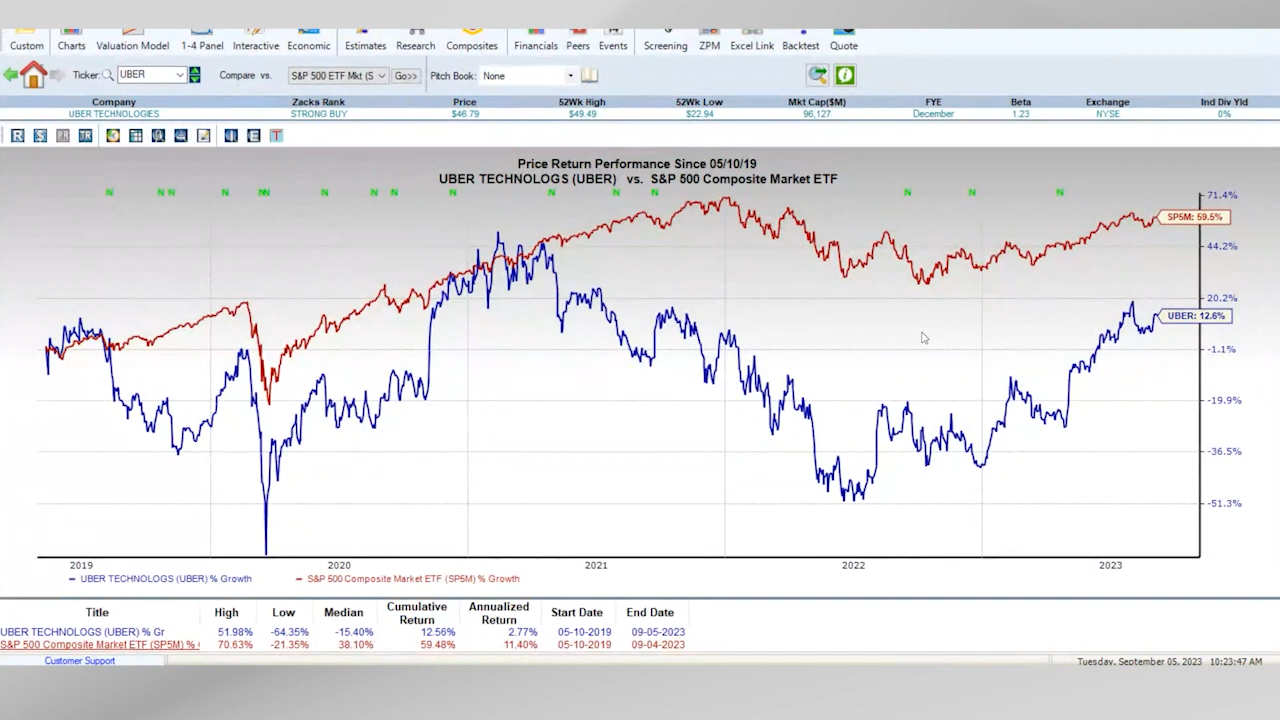 Custom Charts Valuation Model 1-4 Panel Interactive Economic Estimates Research Composites Financials Peers Events Screening ZPM Excel Link Backtest Quote
Ticker: UBER Compare vs. S&P 500 ETF Mkt (S Go>> Pitch Book: None
Company Zacks Rank Price 52Wk High 52Wk Low Mkt Cap($M) FYE Beta Exchange Ind Div Yld
UBER TECHNOLOGIES STRONG BUY $46.79 $49.49 $22.94 96,127 December 1.23 NYSE 0%
Price Return Performance Since 05/10/19
UBER TECHNOLOGS (UBER) vs. S&P 500 Composite Market ETF
N N N N N N N N N N N N N N N N
71.4%
SP5M: 59.5%
44.2%
20.2%
UBER: 12.6%
-1.1%
-19.9%
-36.5%
-51.3%
2019 2020 2021 2022 2023
UBER TECHNOLOGS (UBER) % Growth S&P 500 Composite Market ETF (SP5M) % Growth
Title High Low Median Cumulative Return Annualized Return Start Date End Date
UBER TECHNOLOGS (UBER) % Gr 51.98% -64.35% -15.40% 12.56% 2.77% 05-10-2019 09-05-2023
S&P 500 Composite Market ETF (SP5M) % 70.63% -21.35% 38.10% 59.48% 11.40% 05-10-2019 09-04-2023
Customer Support Tuesday, September 05, 2023 10:23:47 AM